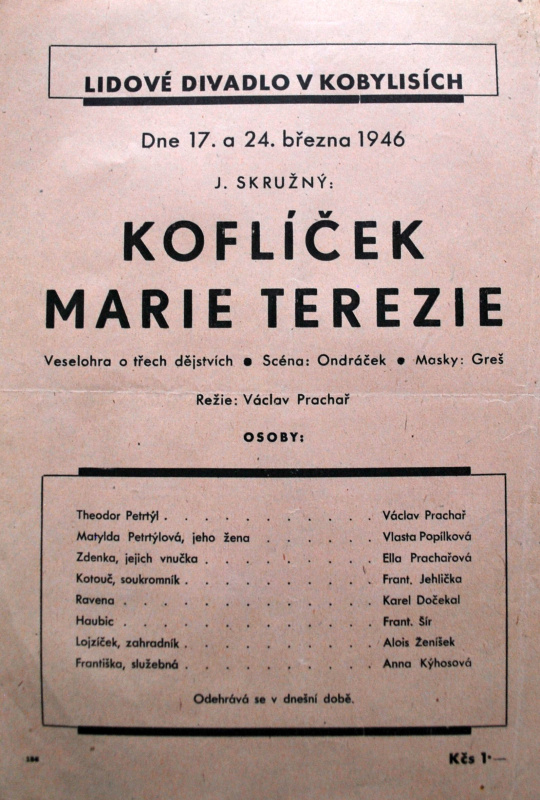 LIDOVÉ DIVADLO V KOBYLISÍCH
Dne 17. a 24. března 1946
J. SKRUŽNÝ:
KOFLÍČEK
MARIE TEREZIE
Veselohra o třech dějstvích ● Scéna: Ondráček ● Masky: Greš
Režie: Václav Prachař
OSOBY:
Theodor Petrtýl . . . . . . . . . . Václav Prachař
Matylda Petrtýlová, jeho žena . . . . . . Vlasta Popílková
Zdenka, jejich vnučka . . . . . . . . Ella Prachařová
Kotouč, soukromník . . . . . . . . . Frant. Jehlička
Ravena . . . . . . . . . . . . Karel Dočekal
Haubic . . . . . . . . . . . . Frant. Šír
Lojzíček, zahradník . . . . . . . . . Alois Ženíšek
Františka, služebná . . . . . . . . . Anna Kýhosová
Odehrává se v dnešní době.
Kčs 1·—